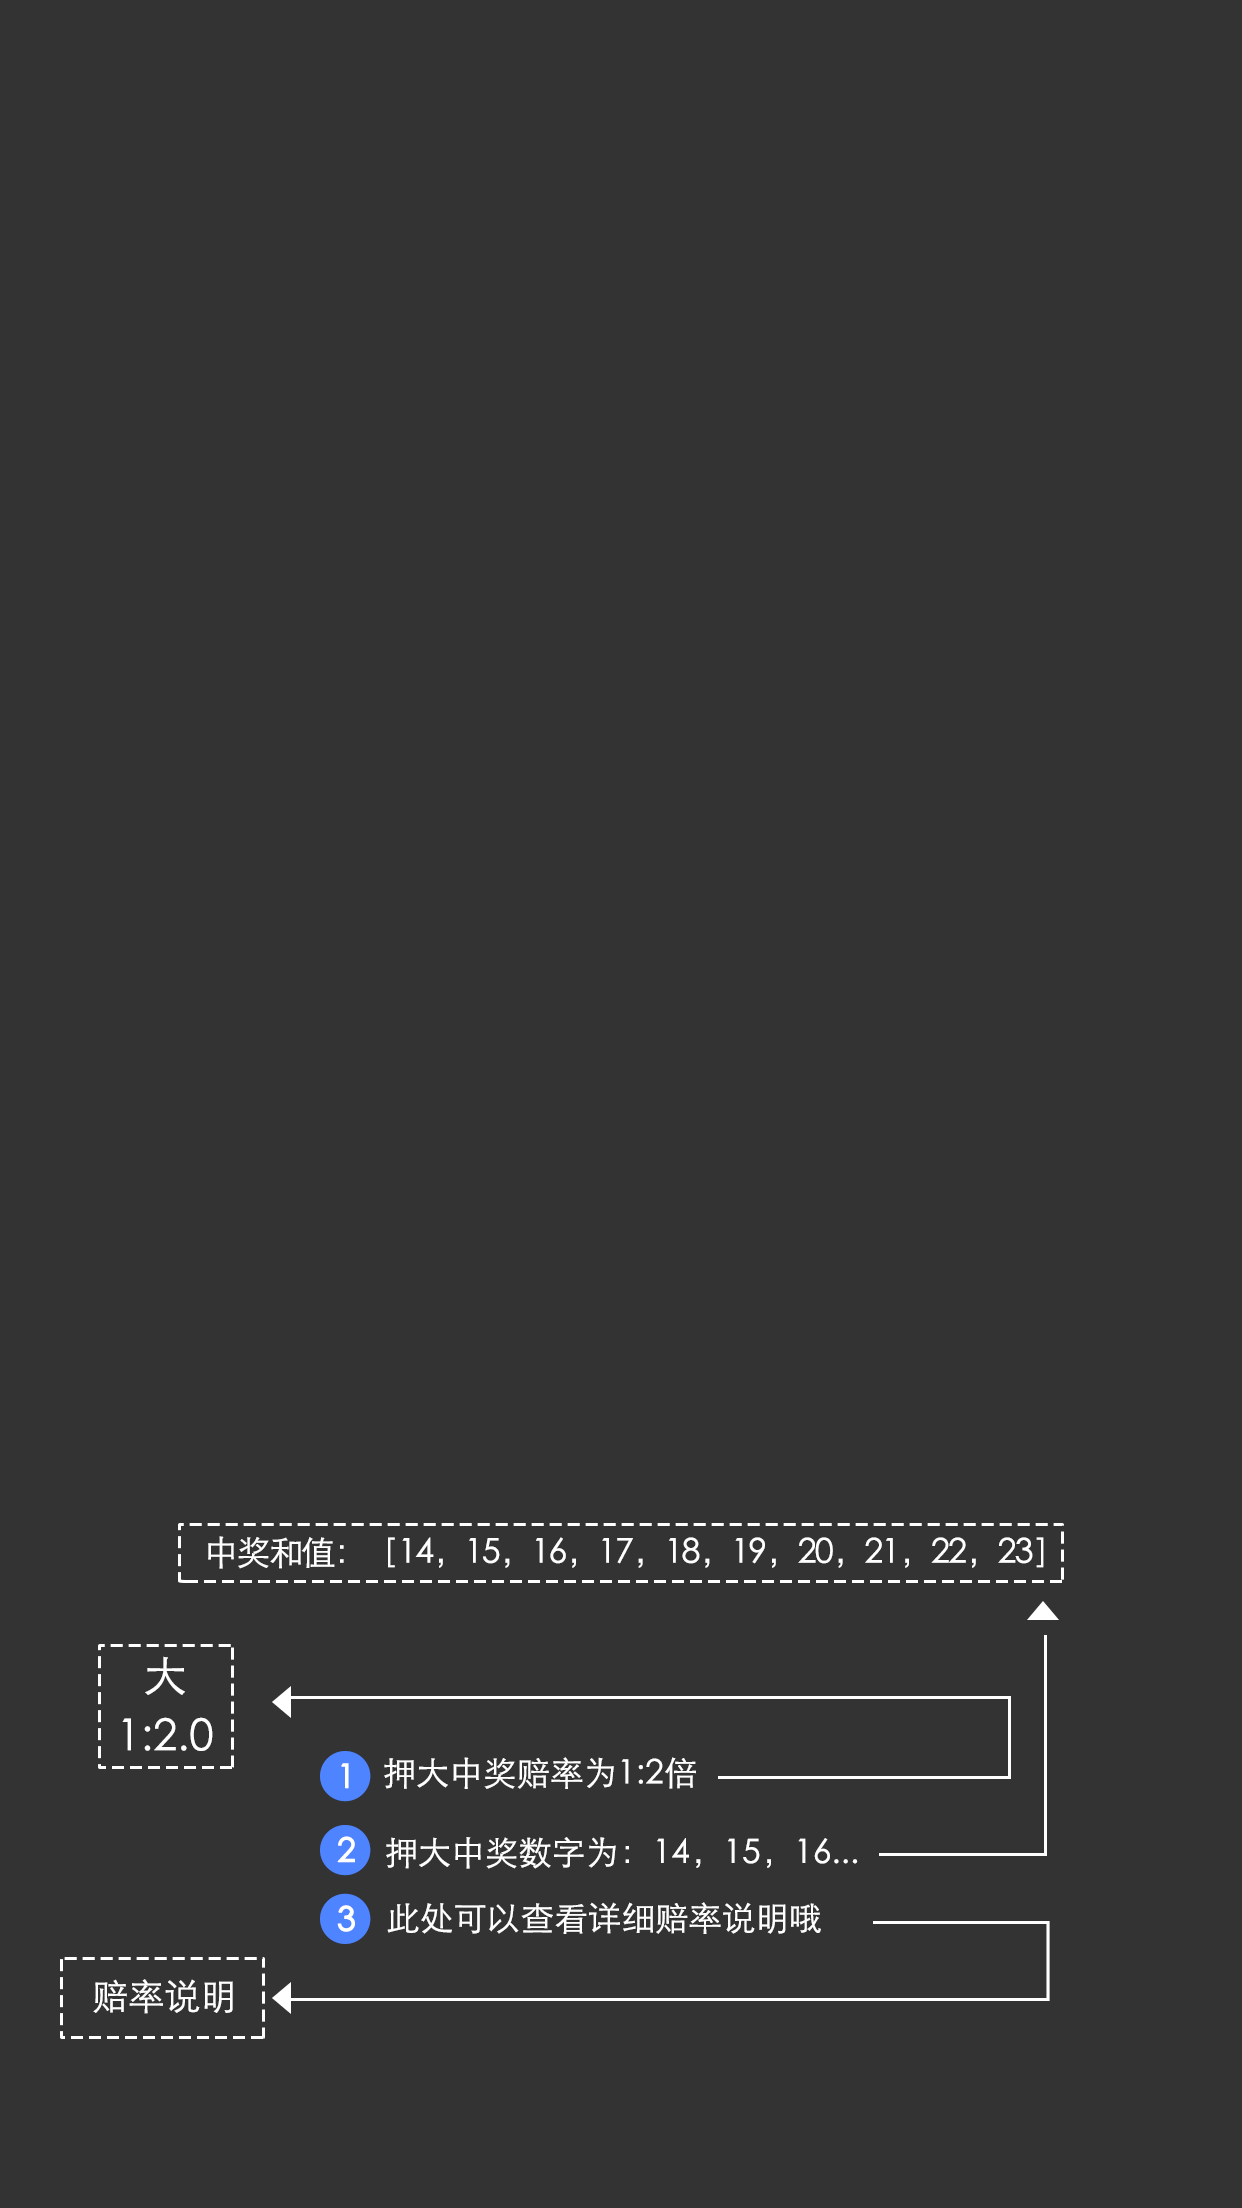 中奖和值： [14，15，16，17，18，19，20，21，22，23]
大
1:2.0
1 押大中奖赔率为1:2倍
2 押大中奖数字为：14，15，16...
3 此处可以查看详细赔率说明哦
赔率说明